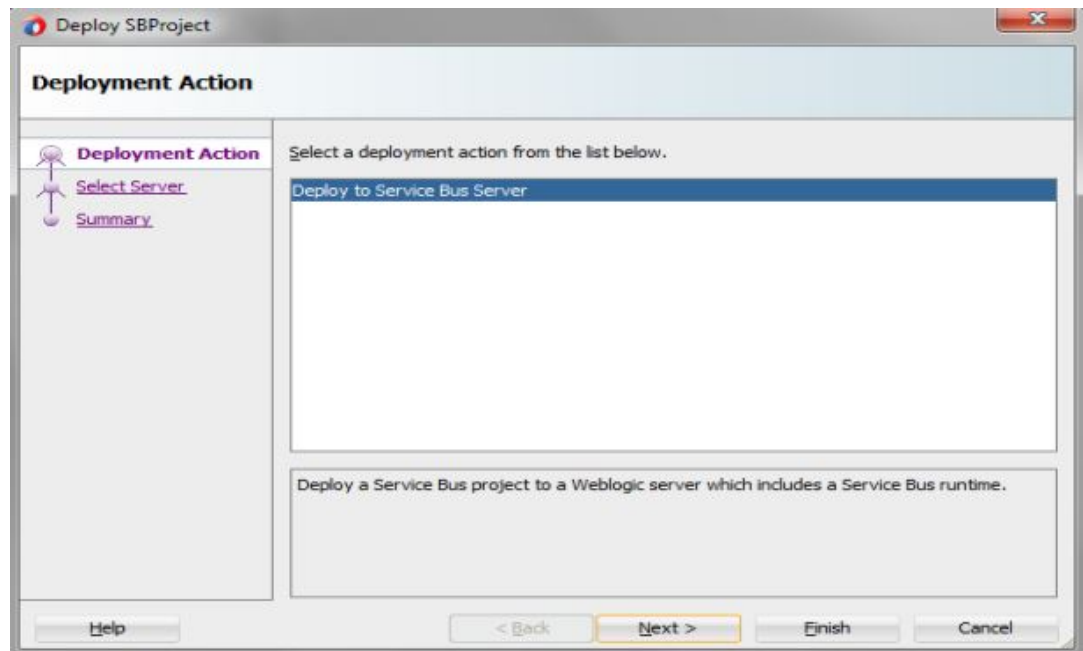 Deploy SBProject
Deployment Action
Deployment Action
Select Server
Summary
Select a deployment action from the list below.
Deploy to Service Bus Server
Deploy a Service Bus project to a Weblogic server which includes a Service Bus runtime.
Help
< Back
Next >
Finish
Cancel